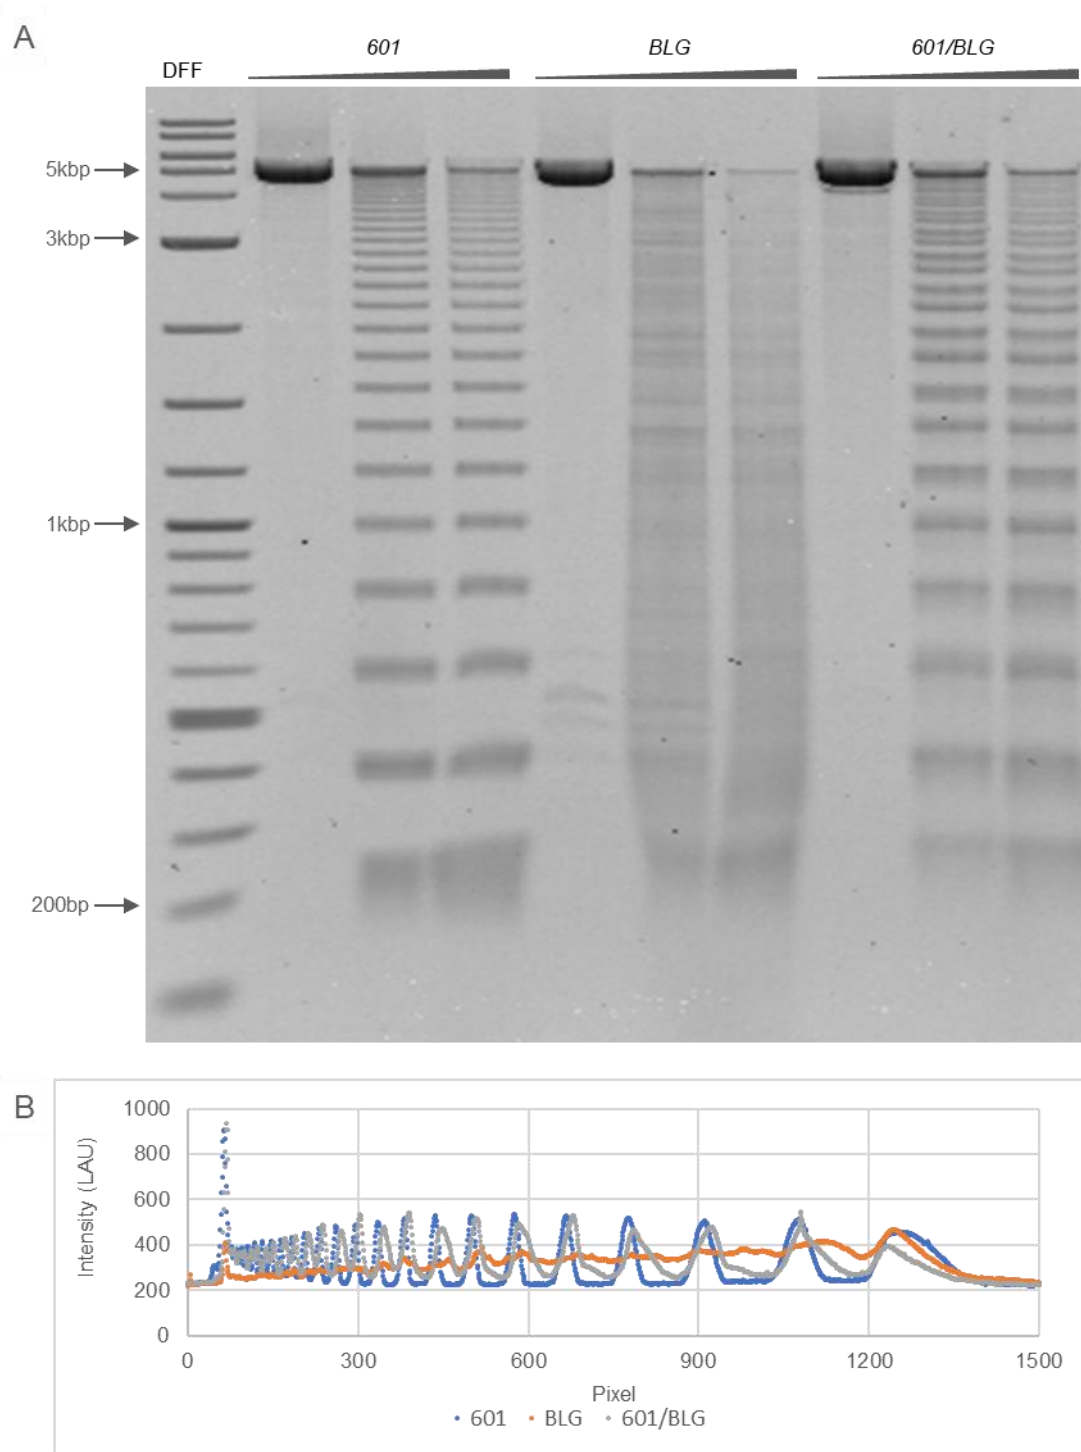 A
601
BLG
601/BLG
DFF
5kbp
3kbp
1kbp
200bp
B
Intensity (LAU)
1000
800
600
400
200
0
0 300 600 900 1200 1500
Pixel
601 BLG 601/BLG